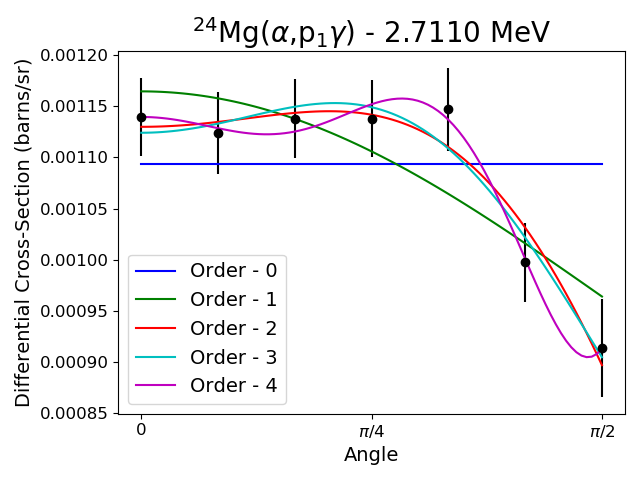 ²⁴Mg(α,p₁γ) - 2.7110 MeV
Differential Cross-Section (barns/sr)
0.00120
0.00115
0.00110
0.00105
0.00100
0.00095
0.00090
0.00085
Order - 0
Order - 1
Order - 2
Order - 3
Order - 4
0 π/4 π/2
Angle